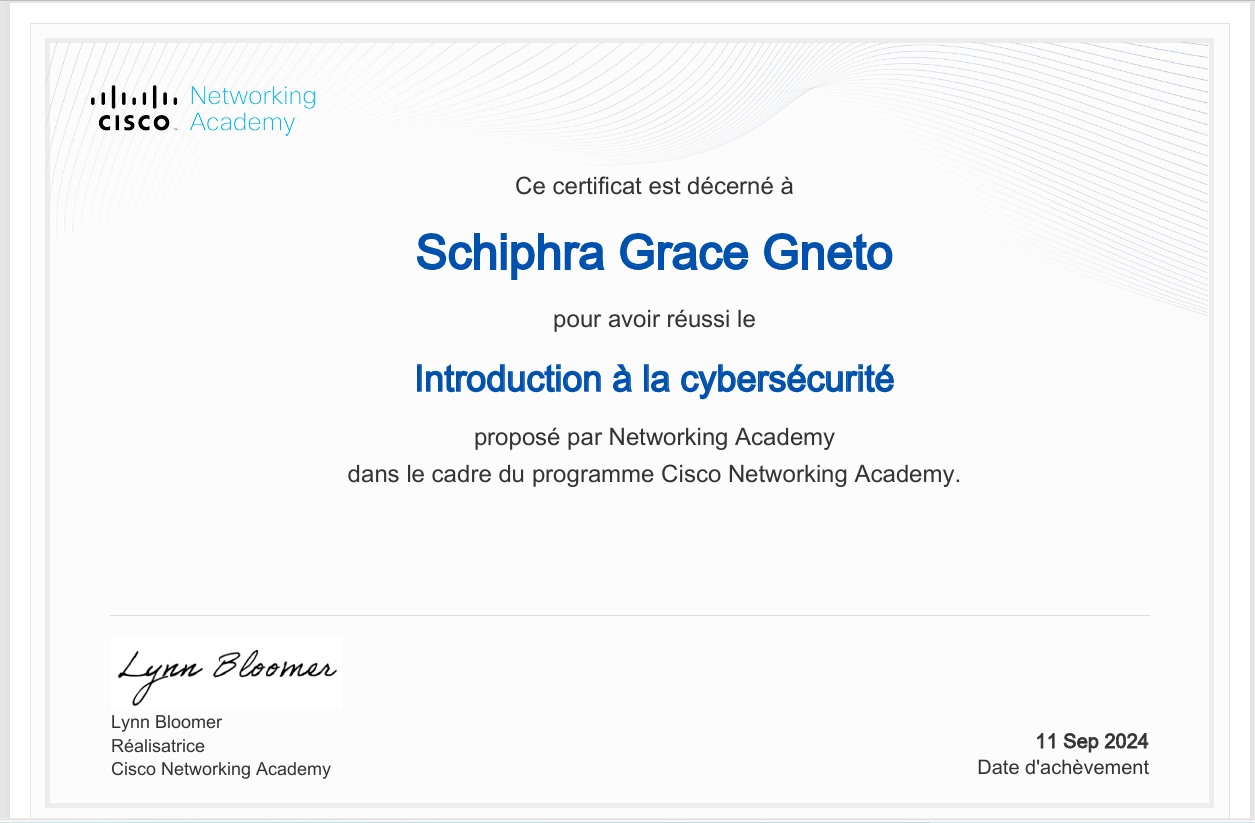 CISCO Networking
Academy
Ce certificat est décerné à
Schiphra Grace Gneto
pour avoir réussi le
Introduction à la cybersécurité
proposé par Networking Academy
dans le cadre du programme Cisco Networking Academy.
Lynn Bloomer
Lynn Bloomer
Réalisatrice
Cisco Networking Academy
11 Sep 2024
Date d'achèvement